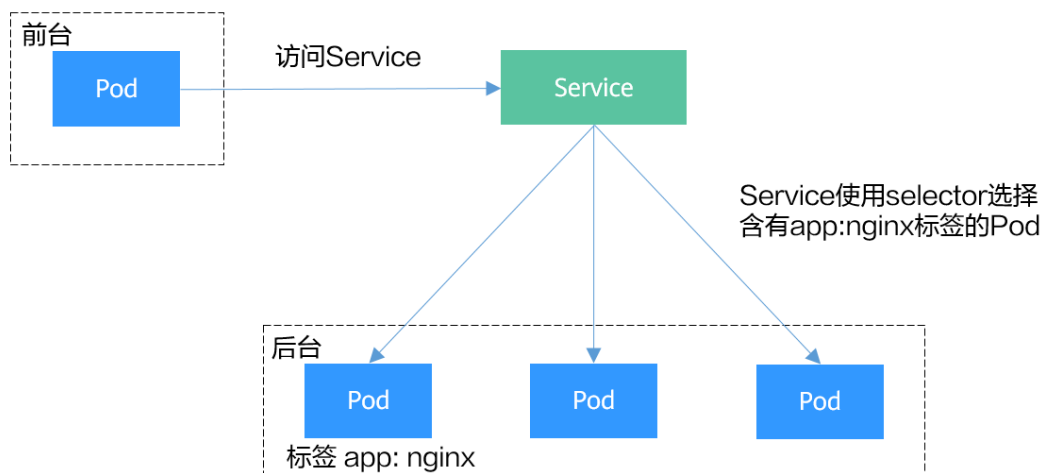 前台
Pod
访问Service
Service
Service使用selector选择
含有app:nginx标签的Pod
后台
Pod
Pod
Pod
标签 app: nginx